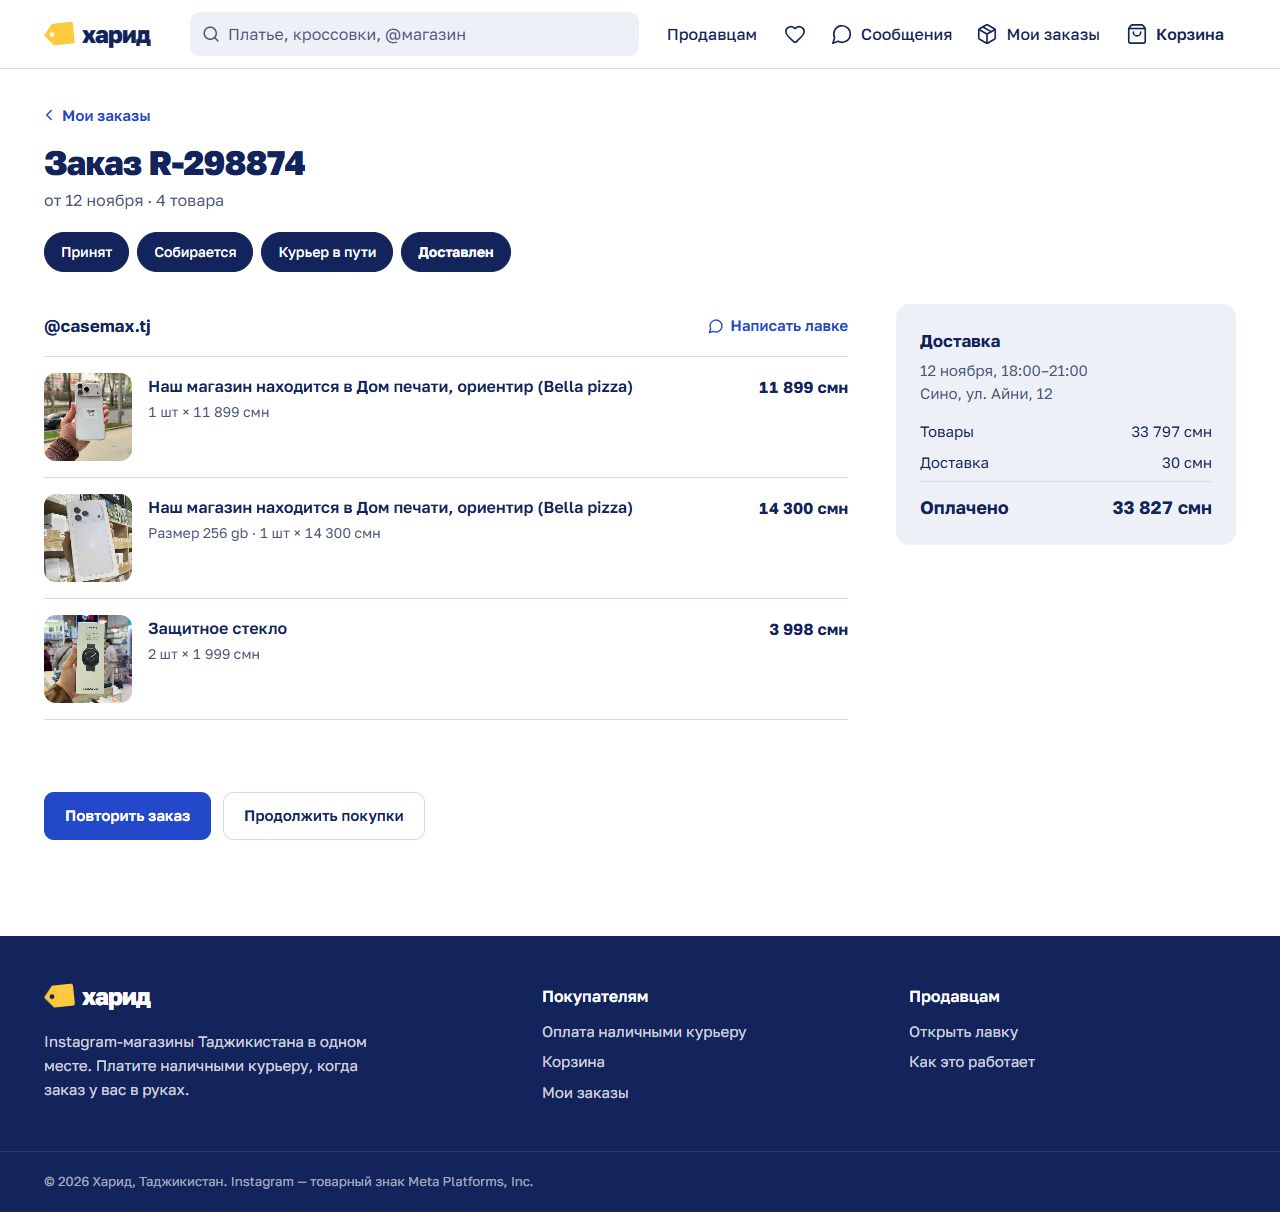 харид
Платье, кроссовки, @магазин
Продавцам
Сообщения
Мои заказы
Корзина
Мои заказы
Заказ R-298874
от 12 ноября · 4 товара
Принят
Собирается
Курьер в пути
Доставлен
@casemax.tj
Написать лавке
Наш магазин находится в Дом печати, ориентир (Bella pizza)
11 899 смн
1 шт × 11 899 смн
Наш магазин находится в Дом печати, ориентир (Bella pizza)
14 300 смн
Размер 256 gb · 1 шт × 14 300 смн
Защитное стекло
3 998 смн
2 шт × 1 999 смн
Доставка
12 ноября, 18:00–21:00
Сино, ул. Айни, 12
Товары 33 797 смн
Доставка 30 смн
Оплачено 33 827 смн
Повторить заказ
Продолжить покупки
харид
Instagram-магазины Таджикистана в одном
месте. Платите наличными курьеру, когда
заказ у вас в руках.
Покупателям
Оплата наличными курьеру
Корзина
Мои заказы
Продавцам
Открыть лавку
Как это работает
© 2026 Харид, Таджикистан. Instagram — товарный знак Meta Platforms, Inc.